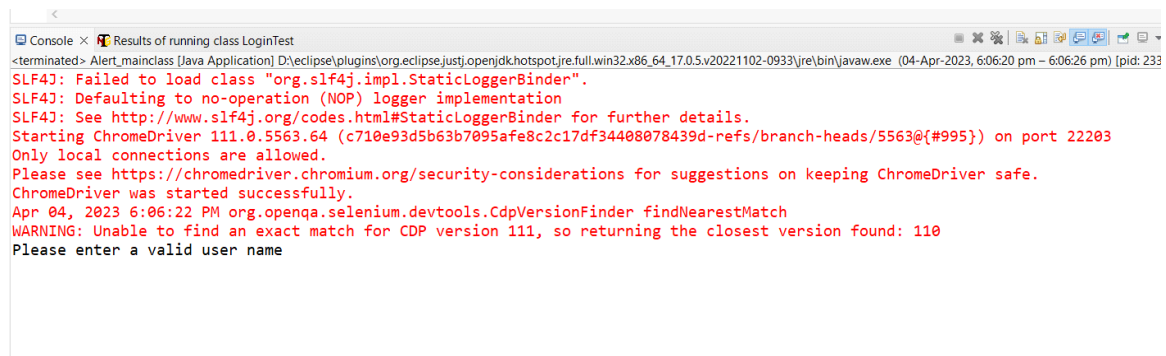 Console × Results of running class LoginTest
<terminated> Alert_mainclass [Java Application] D:\eclipse\plugins\org.eclipse.justj.openjdk.hotspot.jre.full.win32.x86_64_17.0.5.v20221102-0933\jre\bin\javaw.exe (04-Apr-2023, 6:06:20 pm – 6:06:26 pm) [pid: 233
SLF4J: Failed to load class "org.slf4j.impl.StaticLoggerBinder".
SLF4J: Defaulting to no-operation (NOP) logger implementation
SLF4J: See http://www.slf4j.org/codes.html#StaticLoggerBinder for further details.
Starting ChromeDriver 111.0.5563.64 (c710e93d5b63b7095afe8c2c17df34408078439d-refs/branch-heads/5563@{#995}) on port 22203
Only local connections are allowed.
Please see https://chromedriver.chromium.org/security-considerations for suggestions on keeping ChromeDriver safe.
ChromeDriver was started successfully.
Apr 04, 2023 6:06:22 PM org.openqa.selenium.devtools.CdpVersionFinder findNearestMatch
WARNING: Unable to find an exact match for CDP version 111, so returning the closest version found: 110
Please enter a valid user name